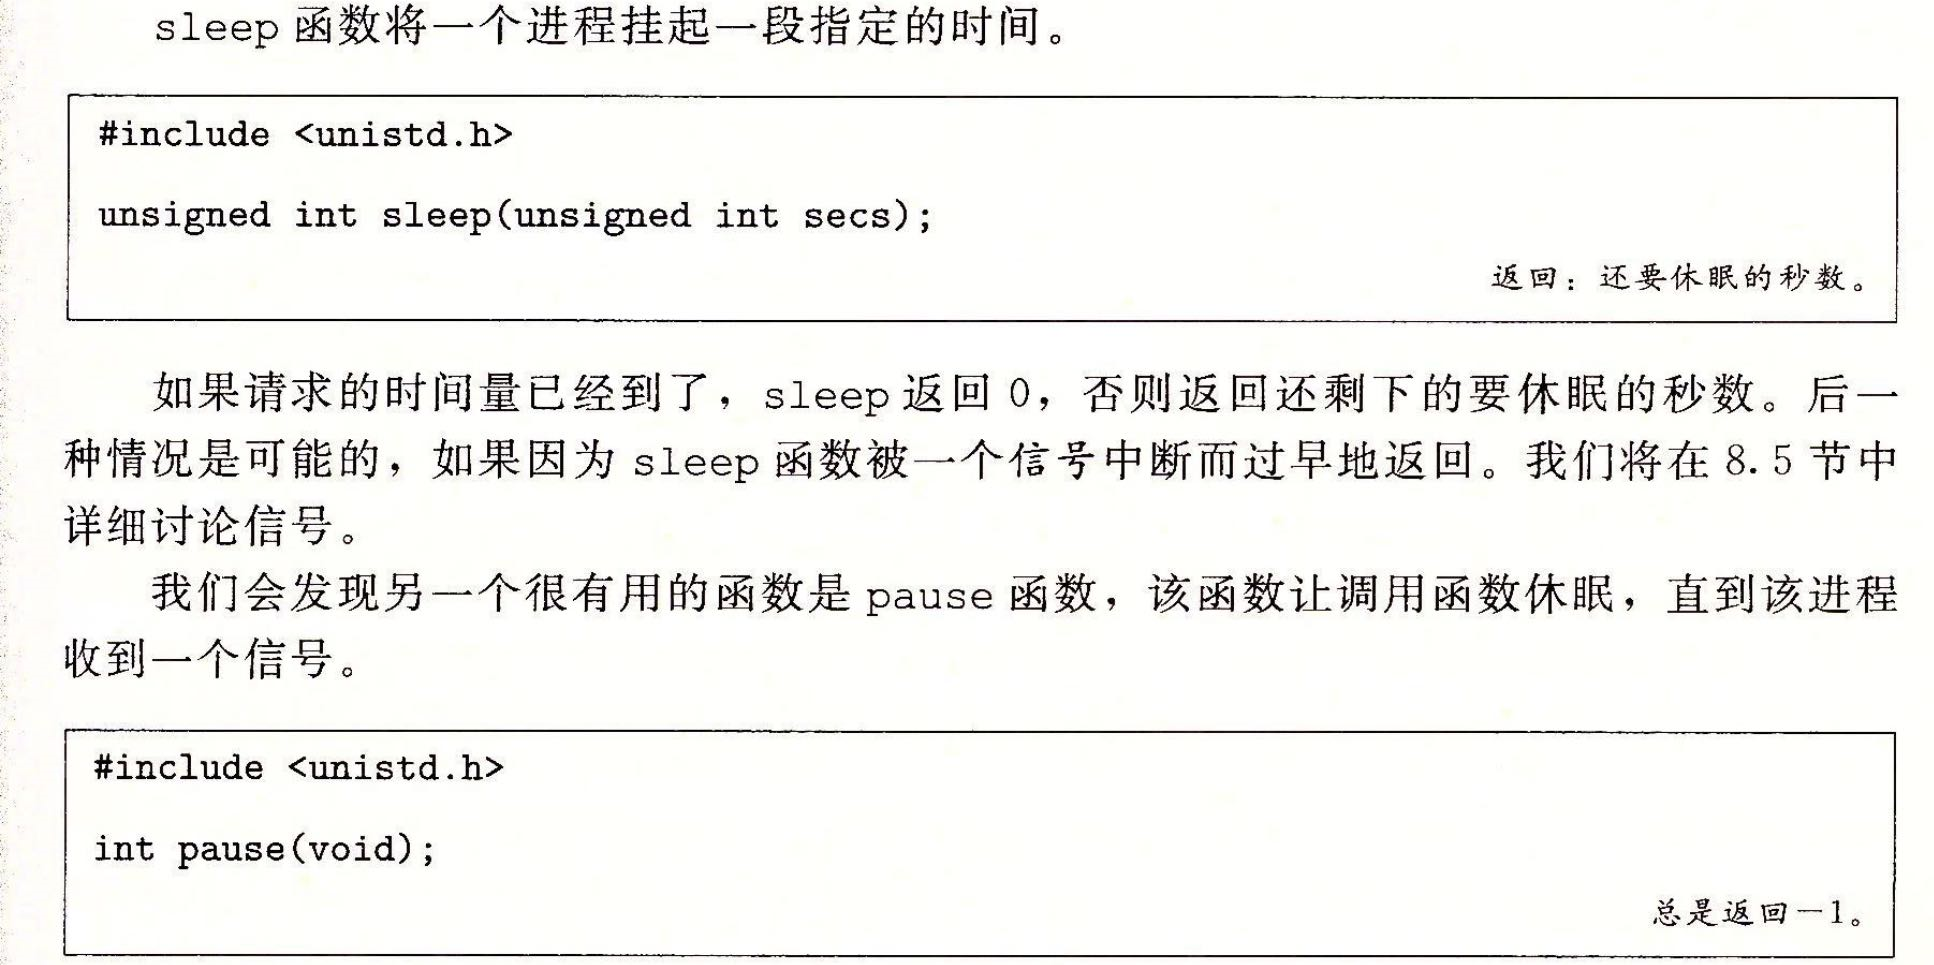 sleep 函数将一个进程挂起一段指定的时间。
#include <unistd.h>
unsigned int sleep(unsigned int secs);
返回：还要休眠的秒数。
如果请求的时间量已经到了，sleep 返回 0，否则返回还剩下的要休眠的秒数。后一
种情况是可能的，如果因为 sleep 函数被一个信号中断而过早地返回。我们将在 8.5 节中
详细讨论信号。
我们会发现另一个很有用的函数是 pause 函数，该函数让调用函数休眠，直到该进程
收到一个信号。
#include <unistd.h>
int pause(void);
总是返回－1。